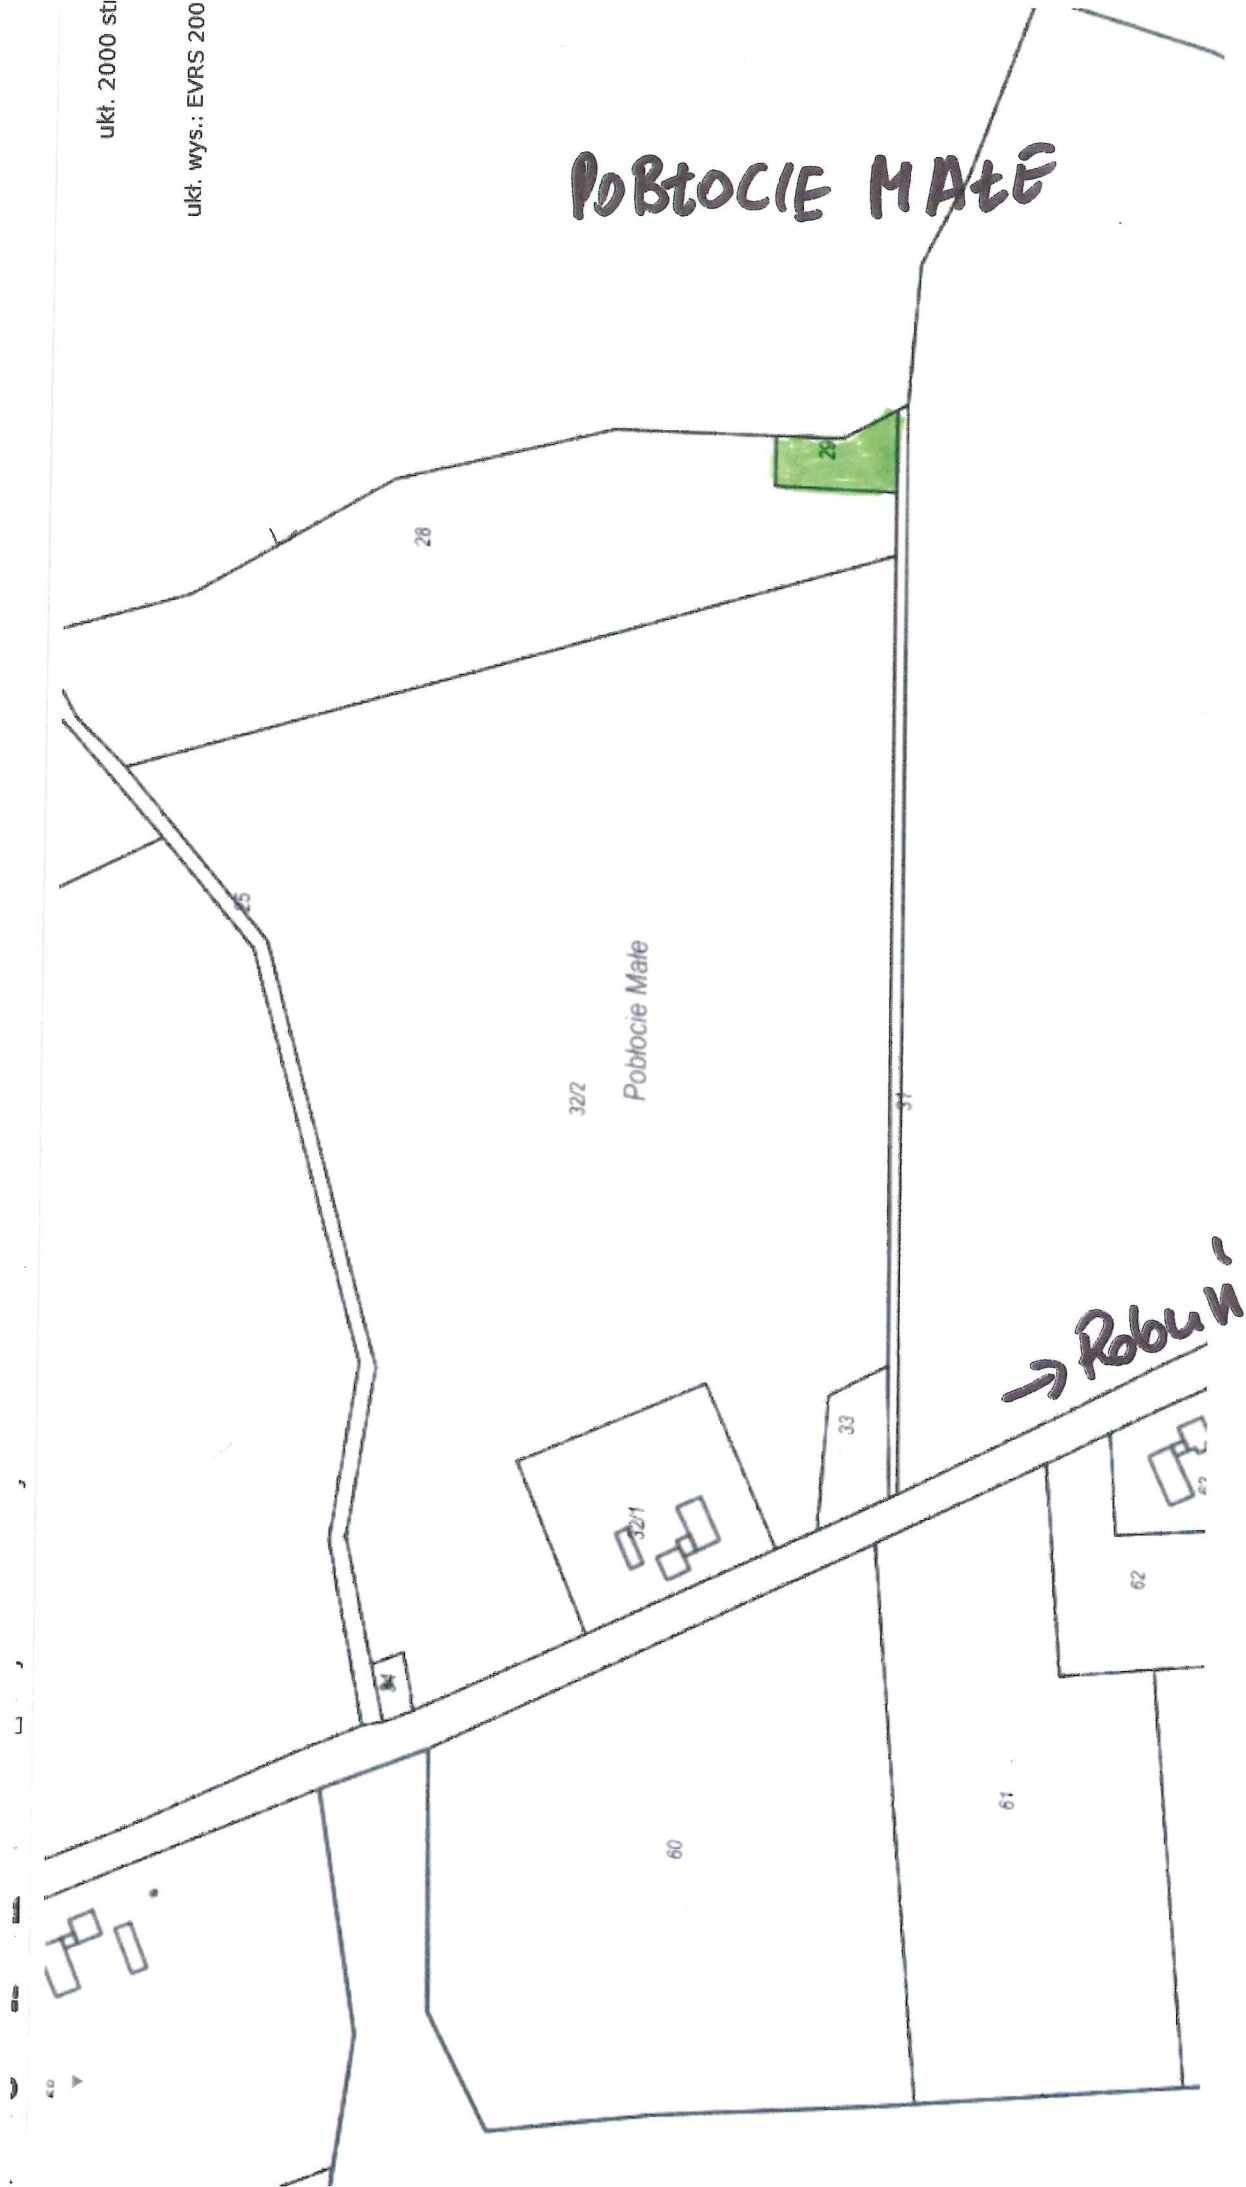 ukł. 2000 st
ukł. wys.: EVRS 200
POBŁOCIE MAŁE
29
28
25
Pobłocie Małe
32/2
31
→ Robuń
33
32/1
34
62
61
60